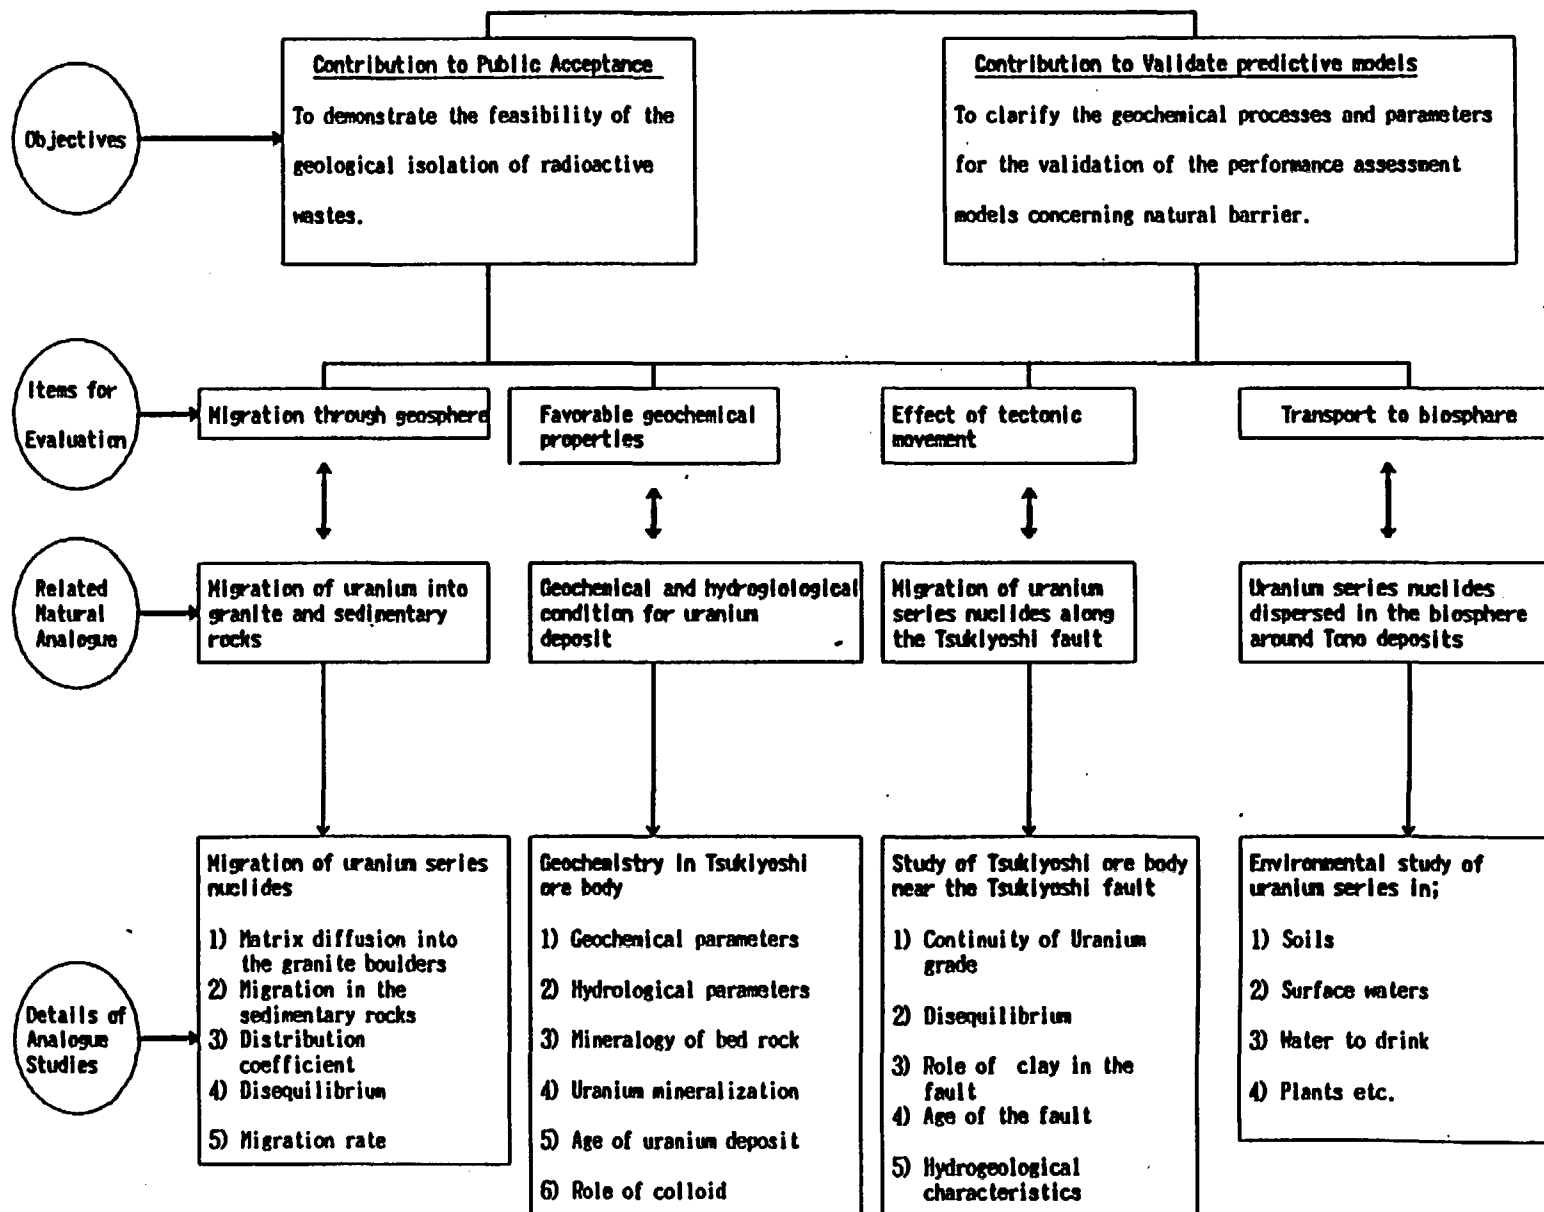 Objectives
Contribution to Public Acceptance
To demonstrate the feasibility of the
geological isolation of radioactive
wastes.
Contribution to Validate predictive models
To clarify the geochemical processes and parameters
for the validation of the performance assessment
models concerning natural barrier.
Items for
Evaluation
Migration through geosphere
Favorable geochemical
properties
Effect of tectonic
movement
Transport to biosphare
Related
Natural
Analogue
Migration of uranium into
granite and sedimentary
rocks
Geochemical and hydrogiological
condition for uranium
deposit
Migration of uranium
series nuclides along
the Tsukiyoshi fault
Uranium series nuclides
dispersed in the biosphere
around Tono deposits
Details of
Analogue
Studies
Migration of uranium series
nuclides
1) Matrix diffusion into
the granite boulders
2) Migration in the
sedimentary rocks
3) Distribution
coefficient
4) Disequilibrium
5) Migration rate
Geochemistry in Tsukiyoshi
ore body
1) Geochemical parameters
2) Hydrological parameters
3) Mineralogy of bed rock
4) Uranium mineralization
5) Age of uranium deposit
6) Role of colloid
Study of Tsukiyoshi ore body
near the Tsukiyoshi fault
1) Continuity of Uranium
grade
2) Disequilibrium
3) Role of clay in the
fault
4) Age of the fault
5) Hydrogeological
characteristics
Environmental study of
uranium series in;
1) Soils
2) Surface waters
3) Water to drink
4) Plants etc.